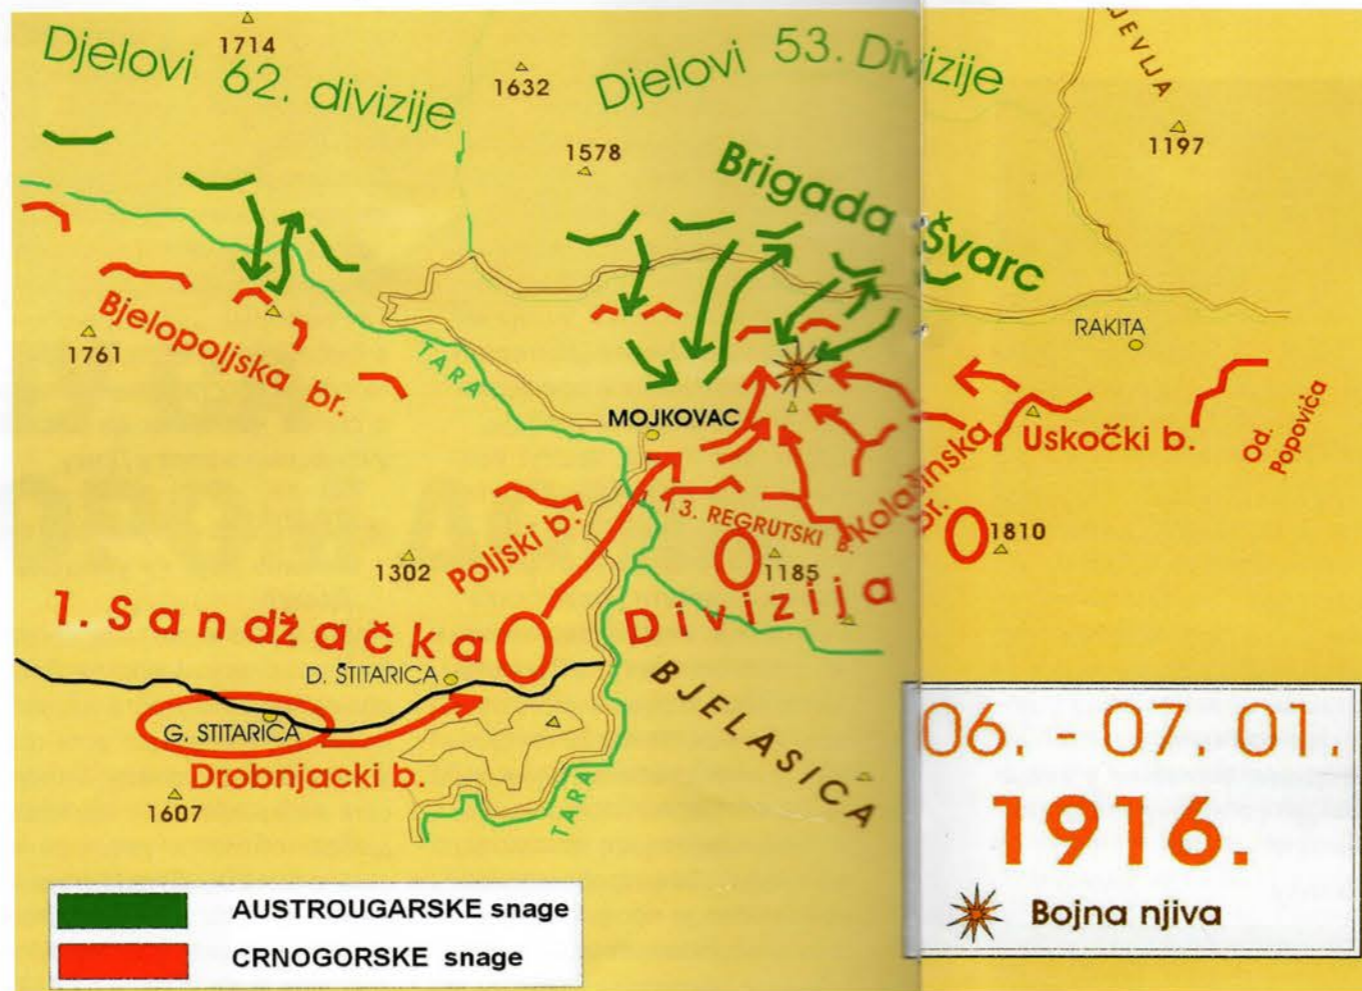 Djelovi 62. divizije
1714
1632
Djelovi 53. Divizije
JEVLJA
1578
1197
Brigada Švarc
Bjelopoljska br.
1761
TARA
RAKITA
MOJKOVAC
Uskočki b.
Od. Popovića
Poljski b.
3. REGRUTSKI B.
Kolašinska br.
1302
1185
1810
1. Sandžačka Divizija
D. ŠTITARICA
G. STITARICA
Drobnjacki b.
1607
TARA
BJELASICA
06. - 07. 01.
1916.
Bojna njiva
AUSTROUGARSKE snage
CRNOGORSKE snage